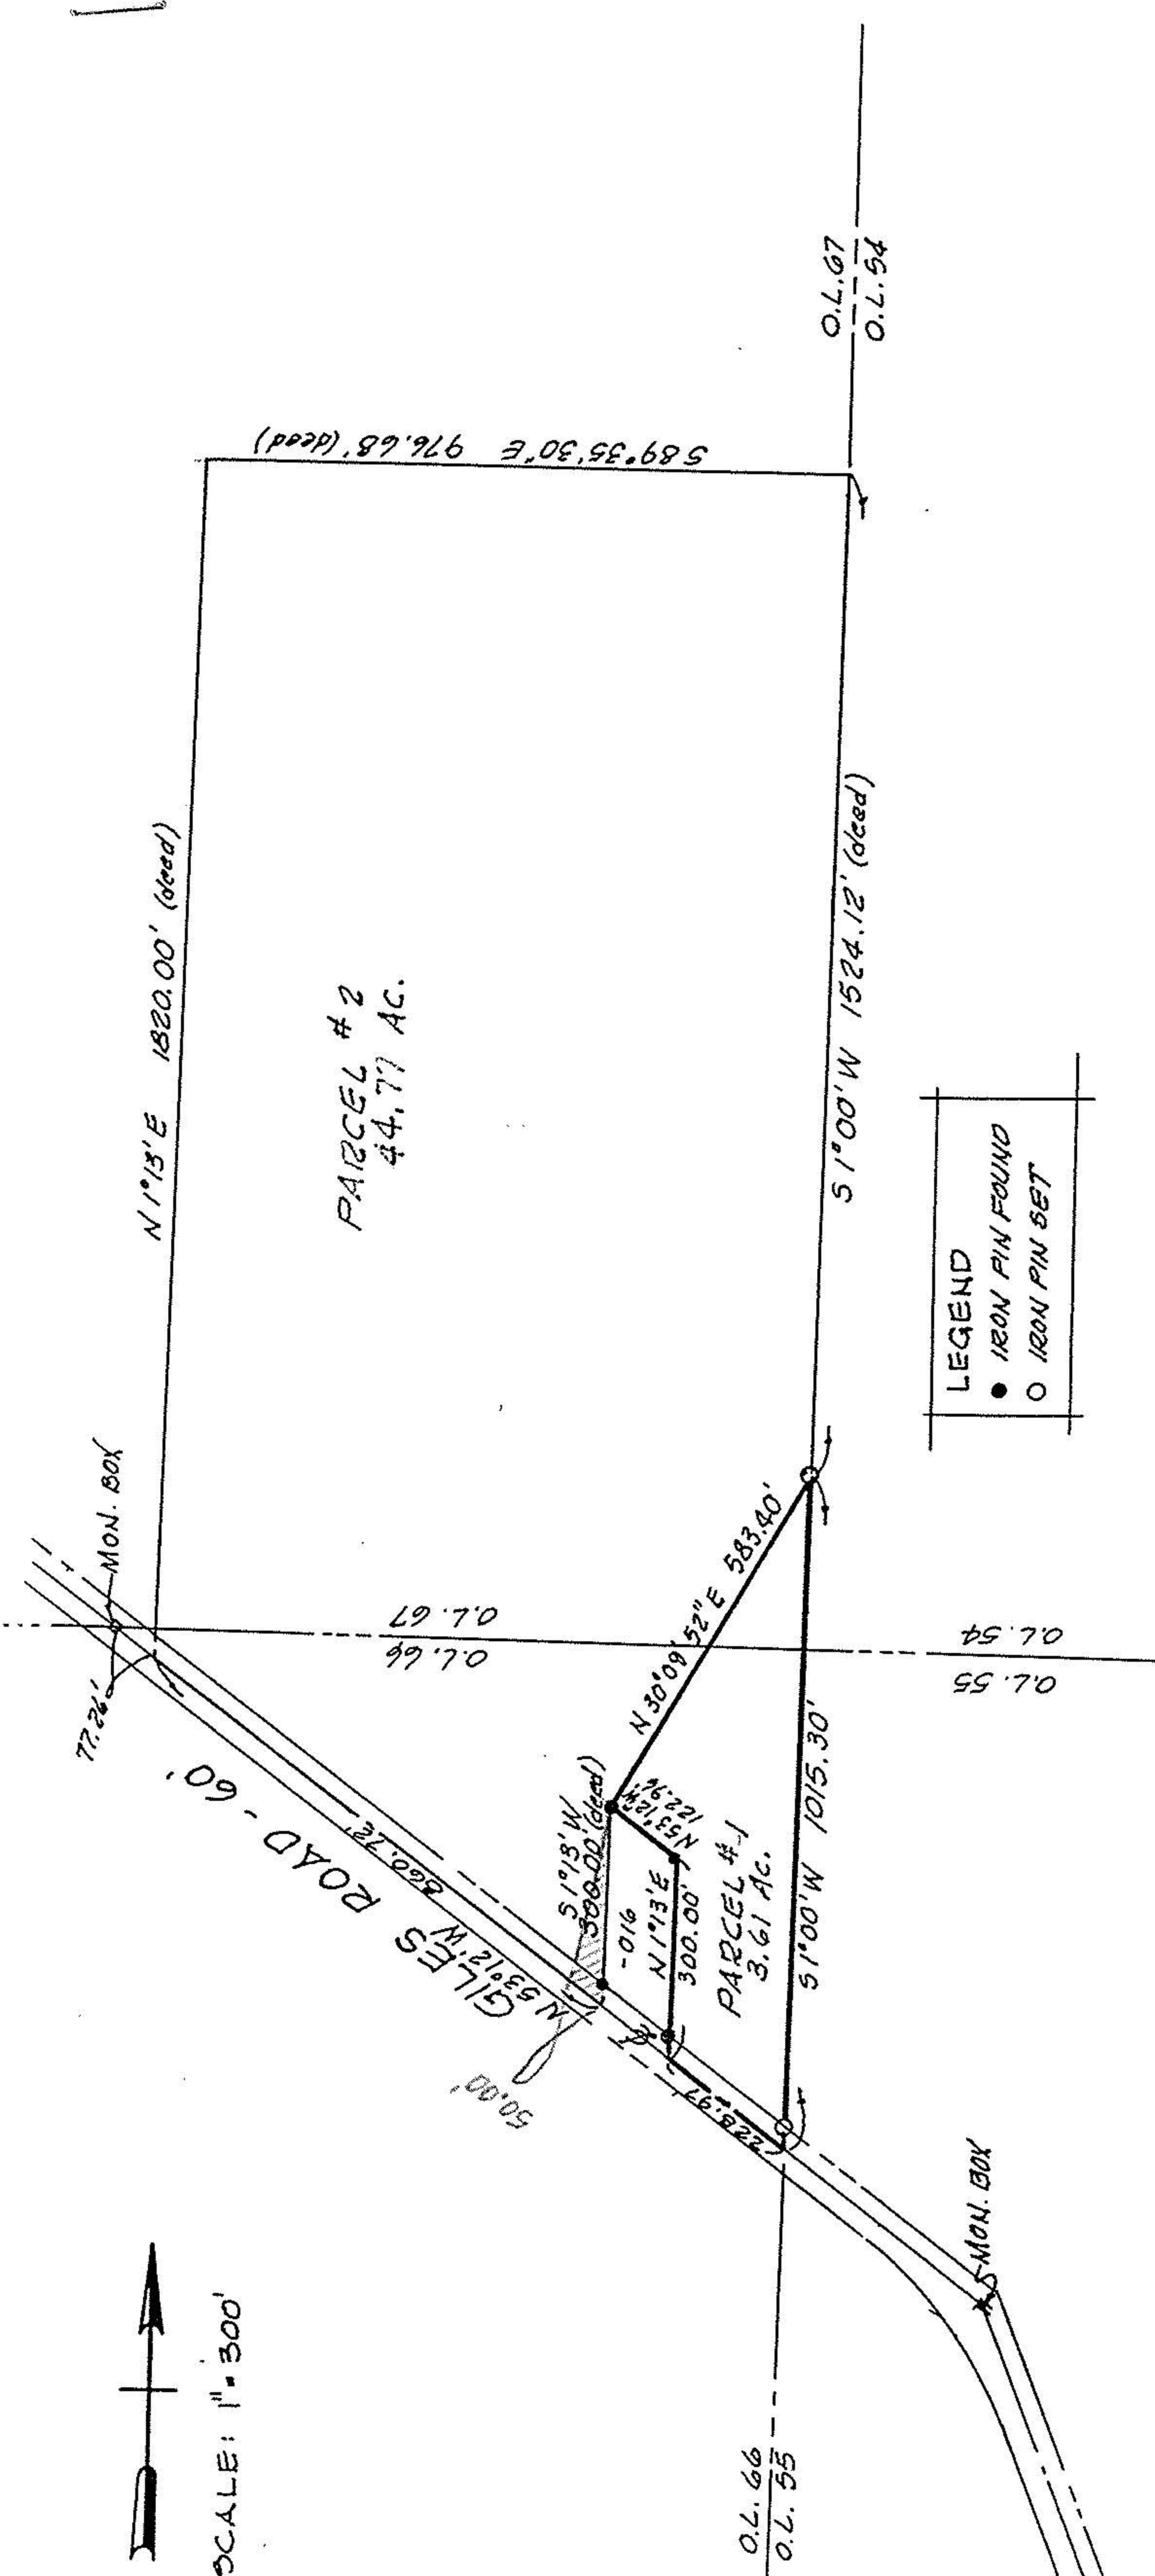 SCALE: 1" = 300'
GILES ROAD - 60'
N 53°12' W
860.72'
77.26'
MON. BOX
N 1°13' E 1820.00' (deed)
S 89°35'30" E 976.68' (deed)
PARCEL # 2
44.77 AC.
O.L. 67
O.L. 54
O.L. 67
O.L. 66
S 1°00' W 1524.12' (deed)
N 30°09'52" E 583.40'
S 1°13' W
300.00' (deed)
-016
N 53°12' W
122.96'
N 1°13' E
300.00'
PARCEL #1
3.61 AC.
S 1°00' W 1015.30'
50.00'
228.97'
O.L. 54
O.L. 55
MON. BOX
O.L. 66
O.L. 55
LEGEND
● IRON PIN FOUND
○ IRON PIN SET